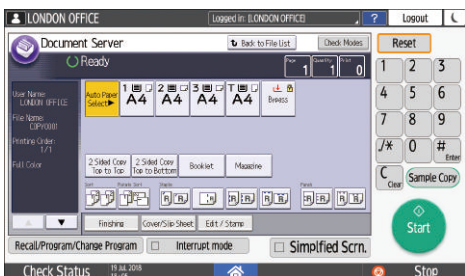 LONDON OFFICE
Logged in: [LONDON OFFICE]
?
Logout
Document Server
Back to File List
Check Modes
Reset
Ready
Page
1
Quantity
1
Print
0
User Name:
LONDON OFFICE
File Name:
COPY0001
Printing Order:
1/1
Full Color
Auto Paper Select▶
1
A4
2
A4
3
A4
T
A4
Bypass
2 Sided Copy Top to Top
2 Sided Copy Top to Bottom
Booklet
Magazine
Sort
Staple
Punch
Finishing
Cover/Slip Sheet
Edit / Stamp
▲
▼
Recall/Program/Change Program
Interrupt mode
Simplified Scrn.
Check Status
19 JUL 2018
Stop
1
2
3
4
5
6
7
8
9
./*
0
#
Enter
C
Clear
Sample Copy
Start